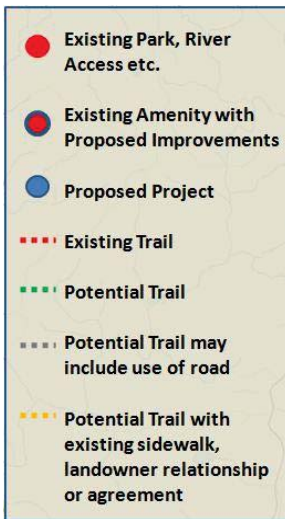 Existing Park, River
Access etc.
Existing Amenity with
Proposed Improvements
Proposed Project
Existing Trail
Potential Trail
Potential Trail may
include use of road
Potential Trail with
existing sidewalk,
landowner relationship
or agreement